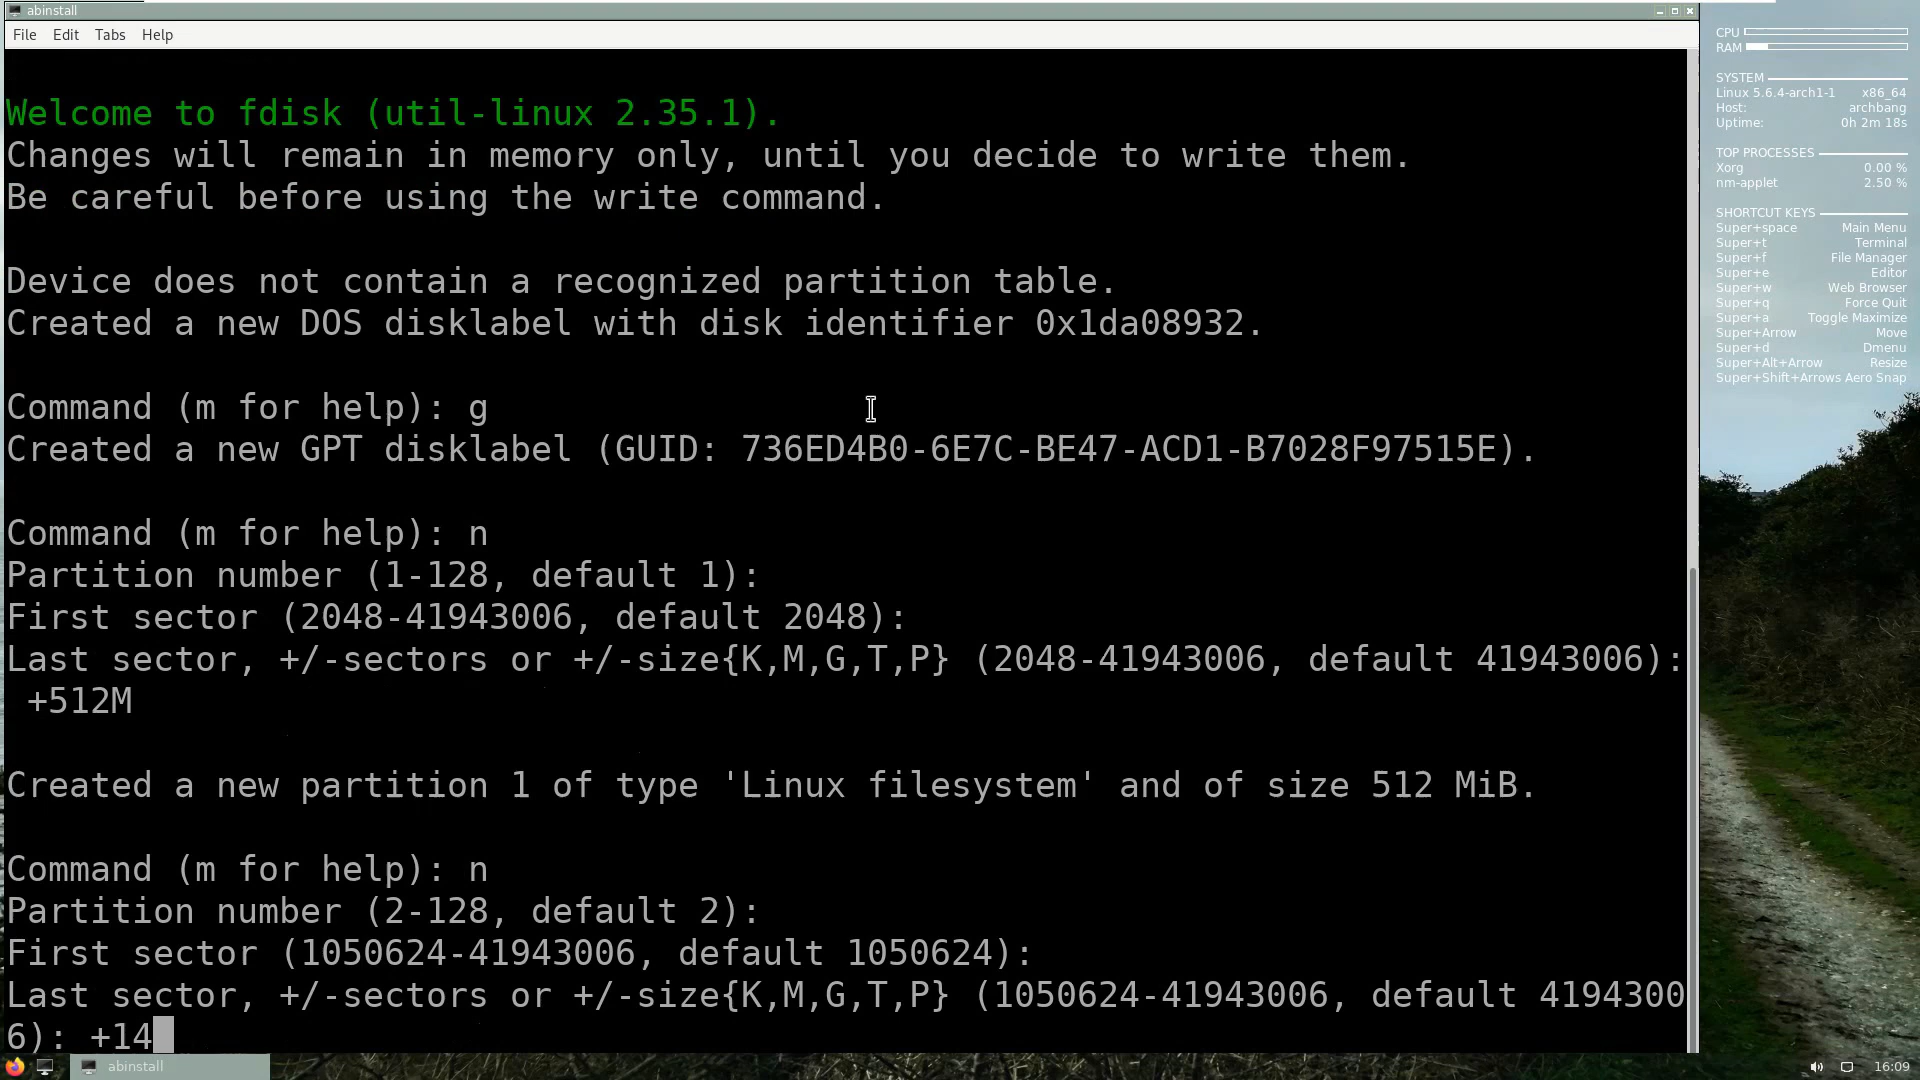 abinstall
File Edit Tabs Help
Welcome to fdisk (util-linux 2.35.1).
Changes will remain in memory only, until you decide to write them.
Be careful before using the write command.
Device does not contain a recognized partition table.
Created a new DOS disklabel with disk identifier 0x1da08932.
Command (m for help): g
Created a new GPT disklabel (GUID: 736ED4B0-6E7C-BE47-ACD1-B7028F97515E).
Command (m for help): n
Partition number (1-128, default 1):
First sector (2048-41943006, default 2048):
Last sector, +/-sectors or +/-size{K,M,G,T,P} (2048-41943006, default 41943006):
+512M
Created a new partition 1 of type 'Linux filesystem' and of size 512 MiB.
Command (m for help): n
Partition number (2-128, default 2):
First sector (1050624-41943006, default 1050624):
Last sector, +/-sectors or +/-size{K,M,G,T,P} (1050624-41943006, default 4194300
6): +14
CPU
RAM
SYSTEM
Linux 5.6.4-arch1-1 x86_64
Host: archbang
Uptime: 0h 2m 18s
TOP PROCESSES
Xorg 0.00 %
nm-applet 2.50 %
SHORTCUT KEYS
Super+space Main Menu
Super+t Terminal
Super+f File Manager
Super+e Editor
Super+w Web Browser
Super+q Force Quit
Super+a Toggle Maximize
Super+Arrow Move
Super+d Dmenu
Super+Alt+Arrow Resize
Super+Shift+Arrows Aero Snap
abinstall
16:09